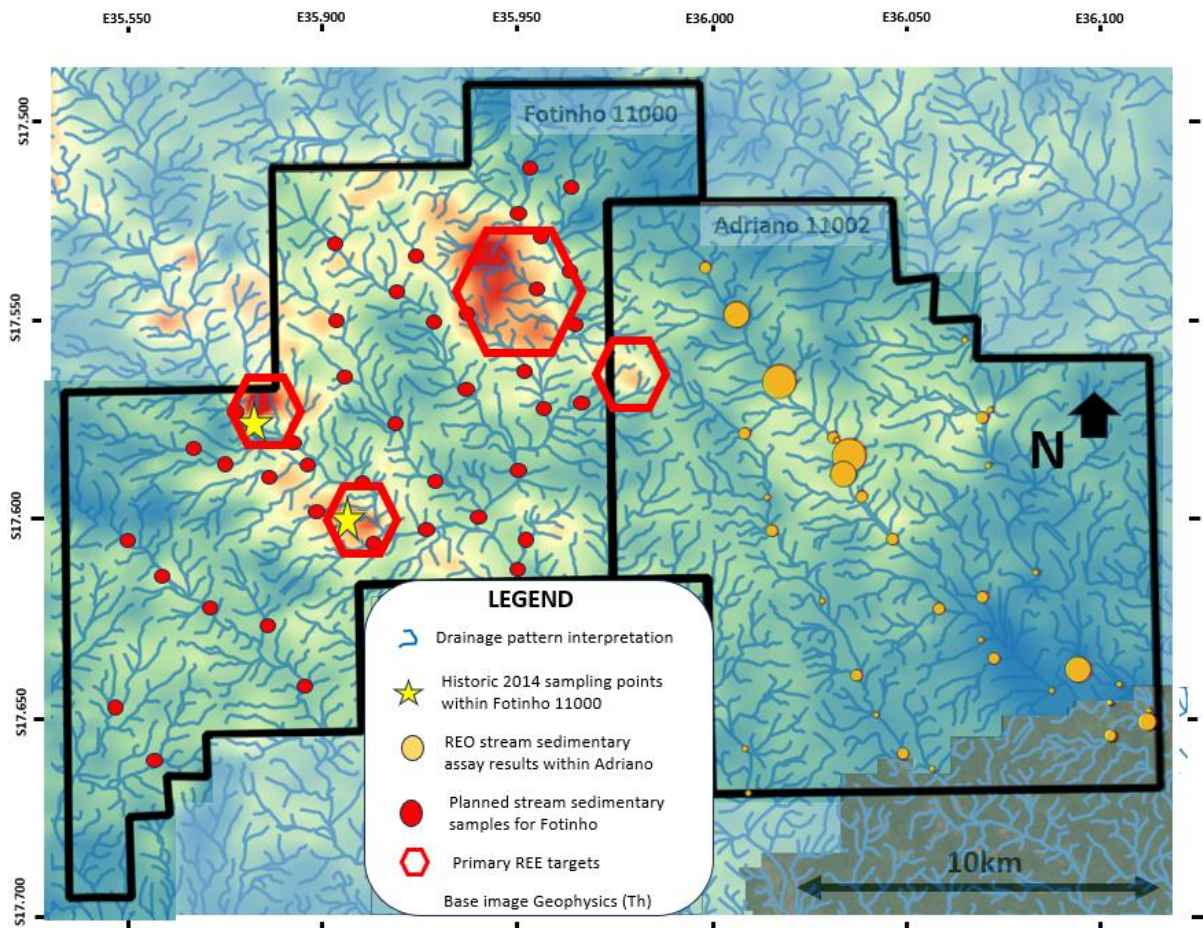 E35.550
E35.900
E35.950
E36.000
E36.050
E36.100
S17.500
S17.550
S17.600
S17.650
S17.700
Fotinho 11000
Adriano 11002
N
LEGEND
Drainage pattern interpretation
Historic 2014 sampling points
within Fotinho 11000
REO stream sedimentary
assay results within Adriano
Planned stream sedimentary
samples for Fotinho
Primary REE targets
Base image Geophysics (Th)
10km